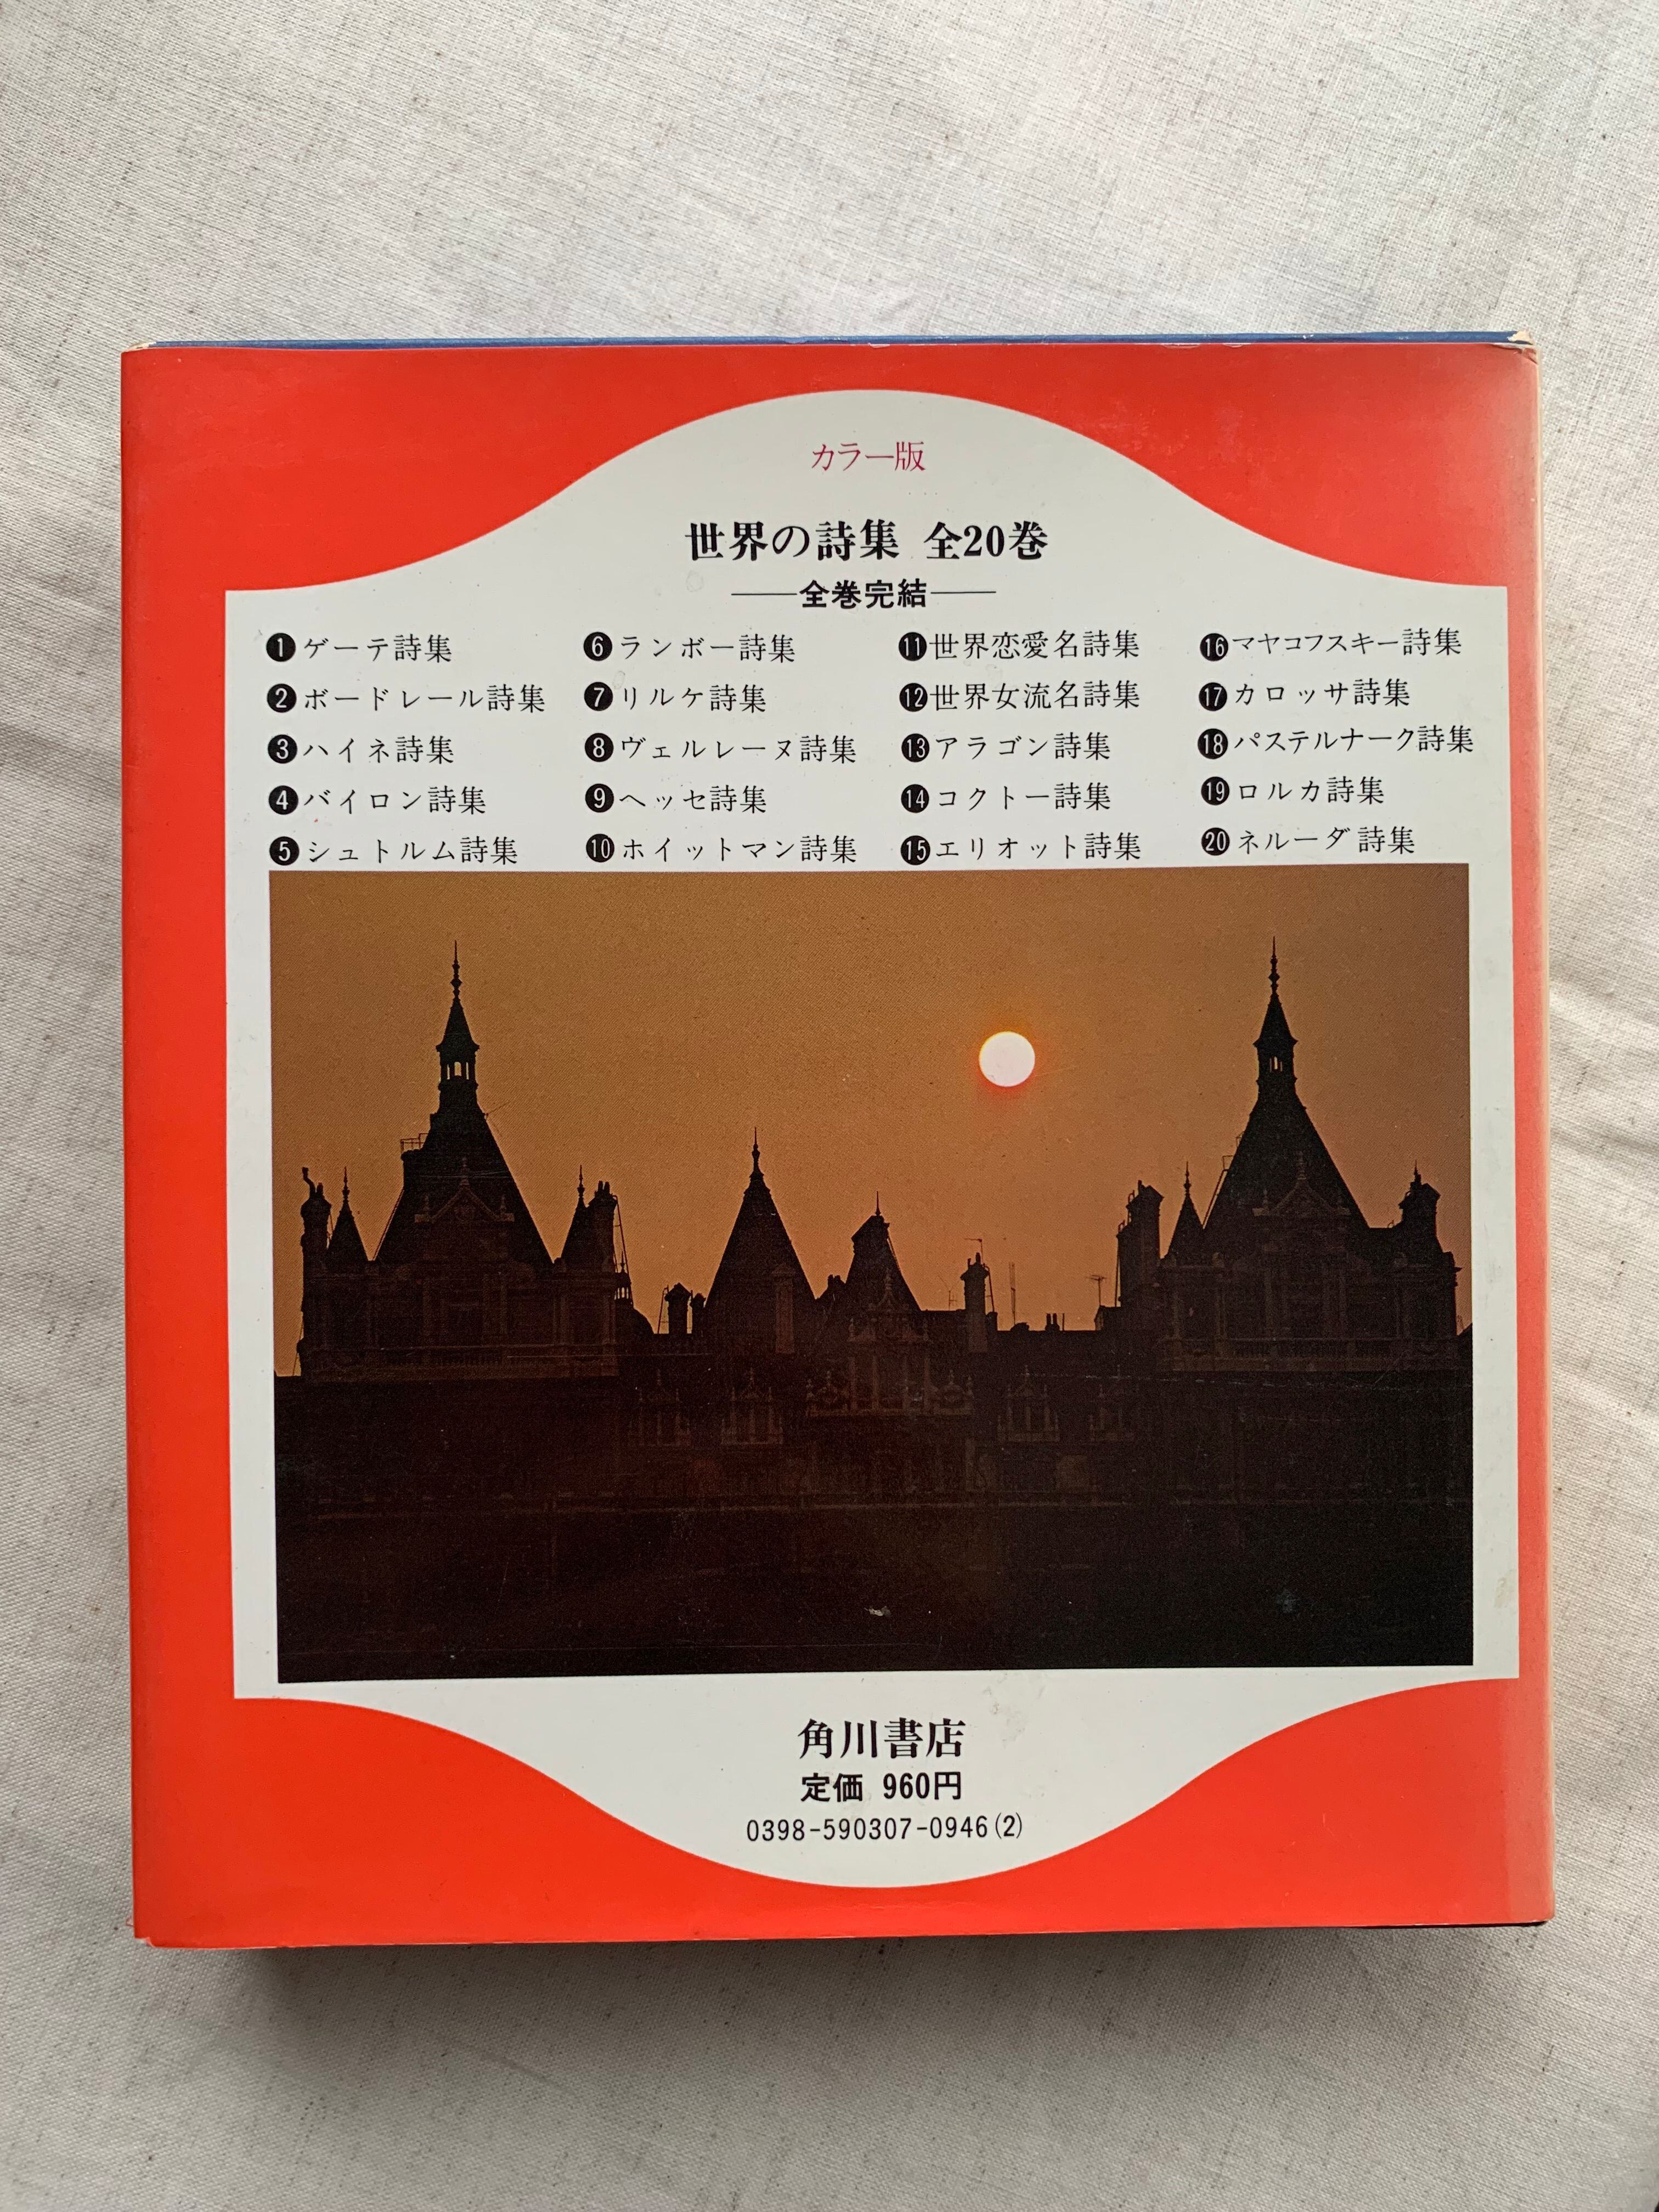 カラー版
世界の詩集 全20巻
――全巻完結――
❶ゲーテ詩集
❷ボードレール詩集
❸ハイネ詩集
❹バイロン詩集
❺シュトルム詩集
❻ランボー詩集
❼リルケ詩集
❽ヴェルレーヌ詩集
❾ヘッセ詩集
❿ホイットマン詩集
⓫世界恋愛名詩集
⓬世界女流名詩集
⓭アラゴン詩集
⓮コクトー詩集
⓯エリオット詩集
⓰マヤコフスキー詩集
⓱カロッサ詩集
⓲パステルナーク詩集
⓳ロルカ詩集
⓴ネルーダ詩集
角川書店
定価 960円
0398-590307-0946(2)